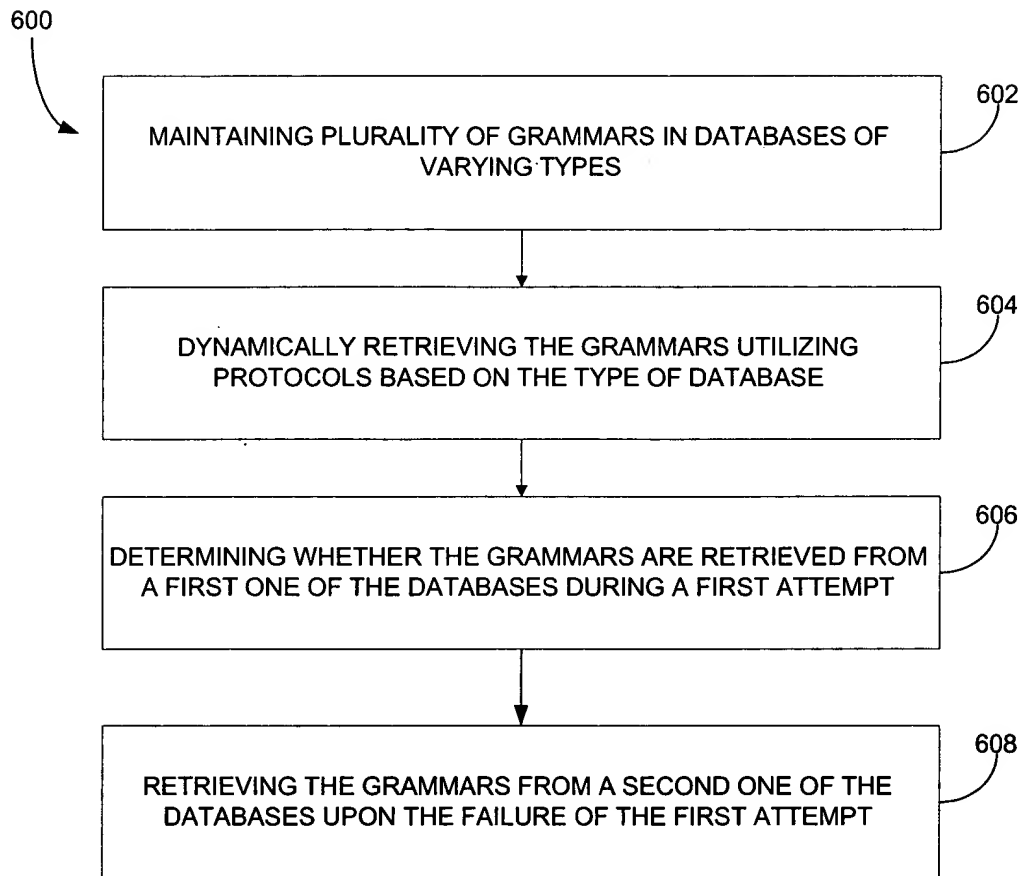 600
602
MAINTAINING PLURALITY OF GRAMMARS IN DATABASES OF
VARYING TYPES
604
DYNAMICALLY RETRIEVING THE GRAMMARS UTILIZING
PROTOCOLS BASED ON THE TYPE OF DATABASE
606
DETERMINING WHETHER THE GRAMMARS ARE RETRIEVED FROM
A FIRST ONE OF THE DATABASES DURING A FIRST ATTEMPT
608
RETRIEVING THE GRAMMARS FROM A SECOND ONE OF THE
DATABASES UPON THE FAILURE OF THE FIRST ATTEMPT